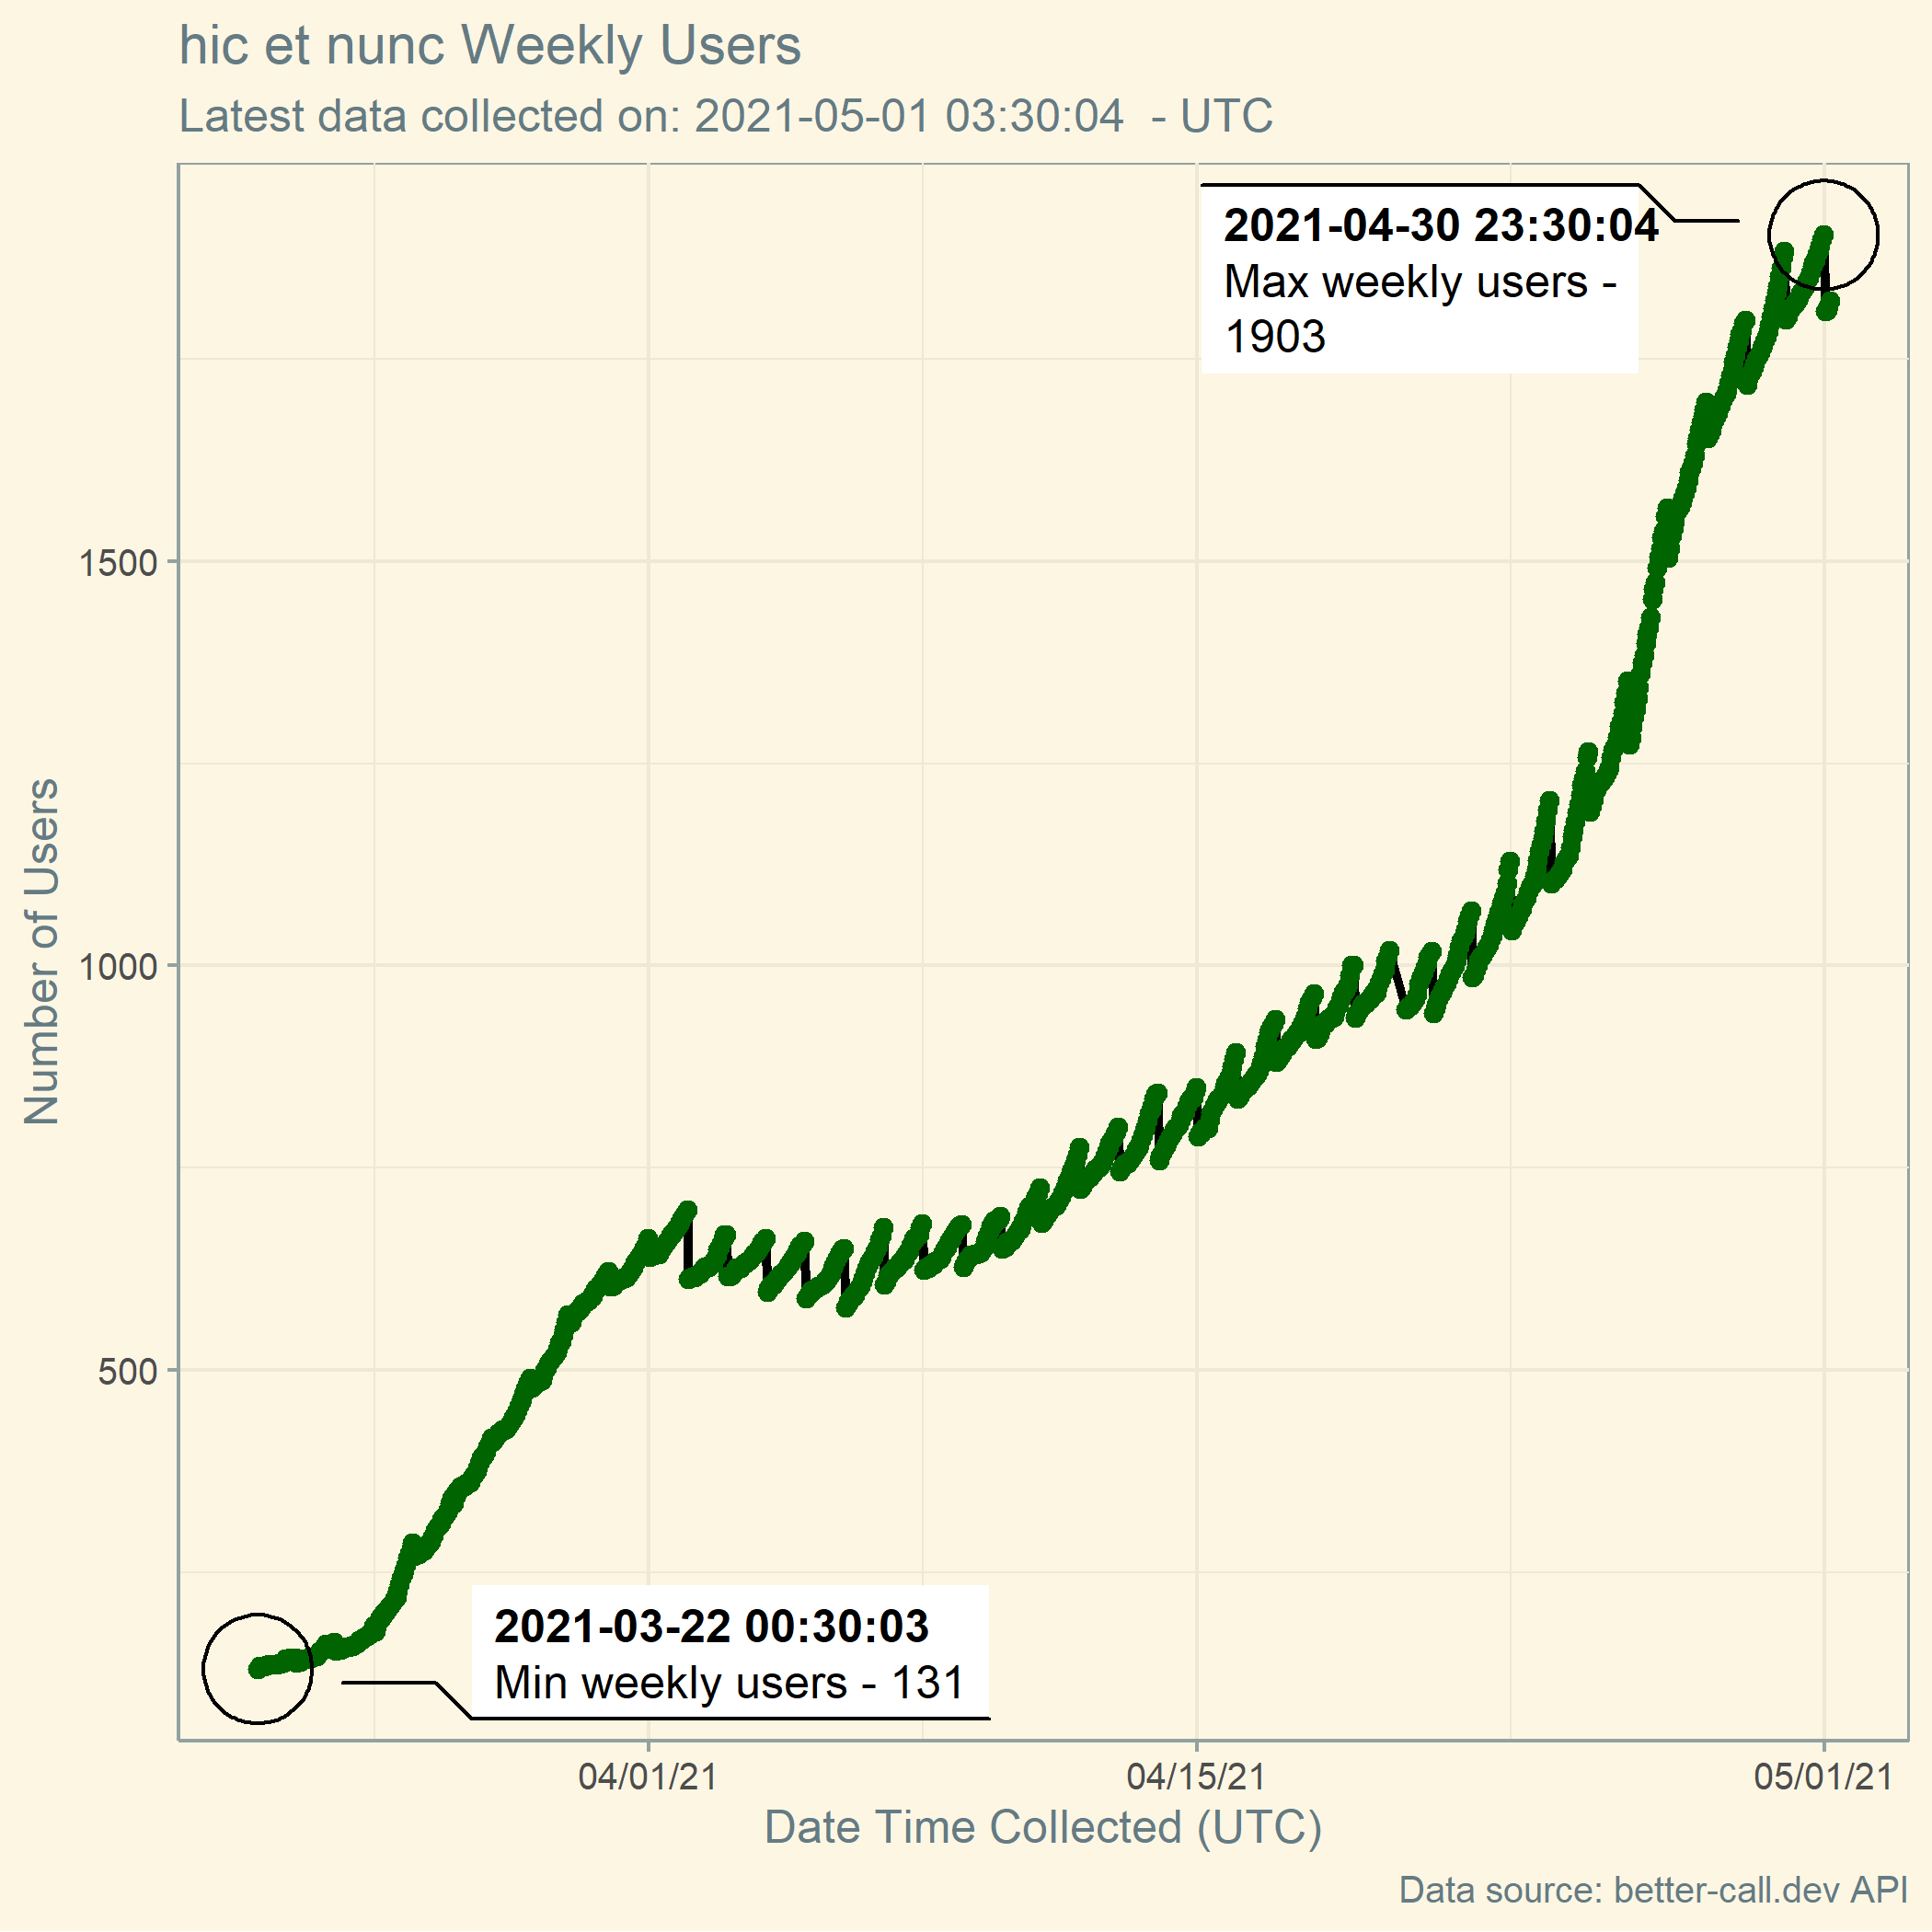 hic et nunc Weekly Users
Latest data collected on: 2021-05-01 03:30:04  - UTC
2021-04-30 23:30:04
Max weekly users -
1903
1500
1000
500
Number of Users
2021-03-22 00:30:03
Min weekly users - 131
04/01/21
04/15/21
05/01/21
Date Time Collected (UTC)
Data source: better-call.dev API